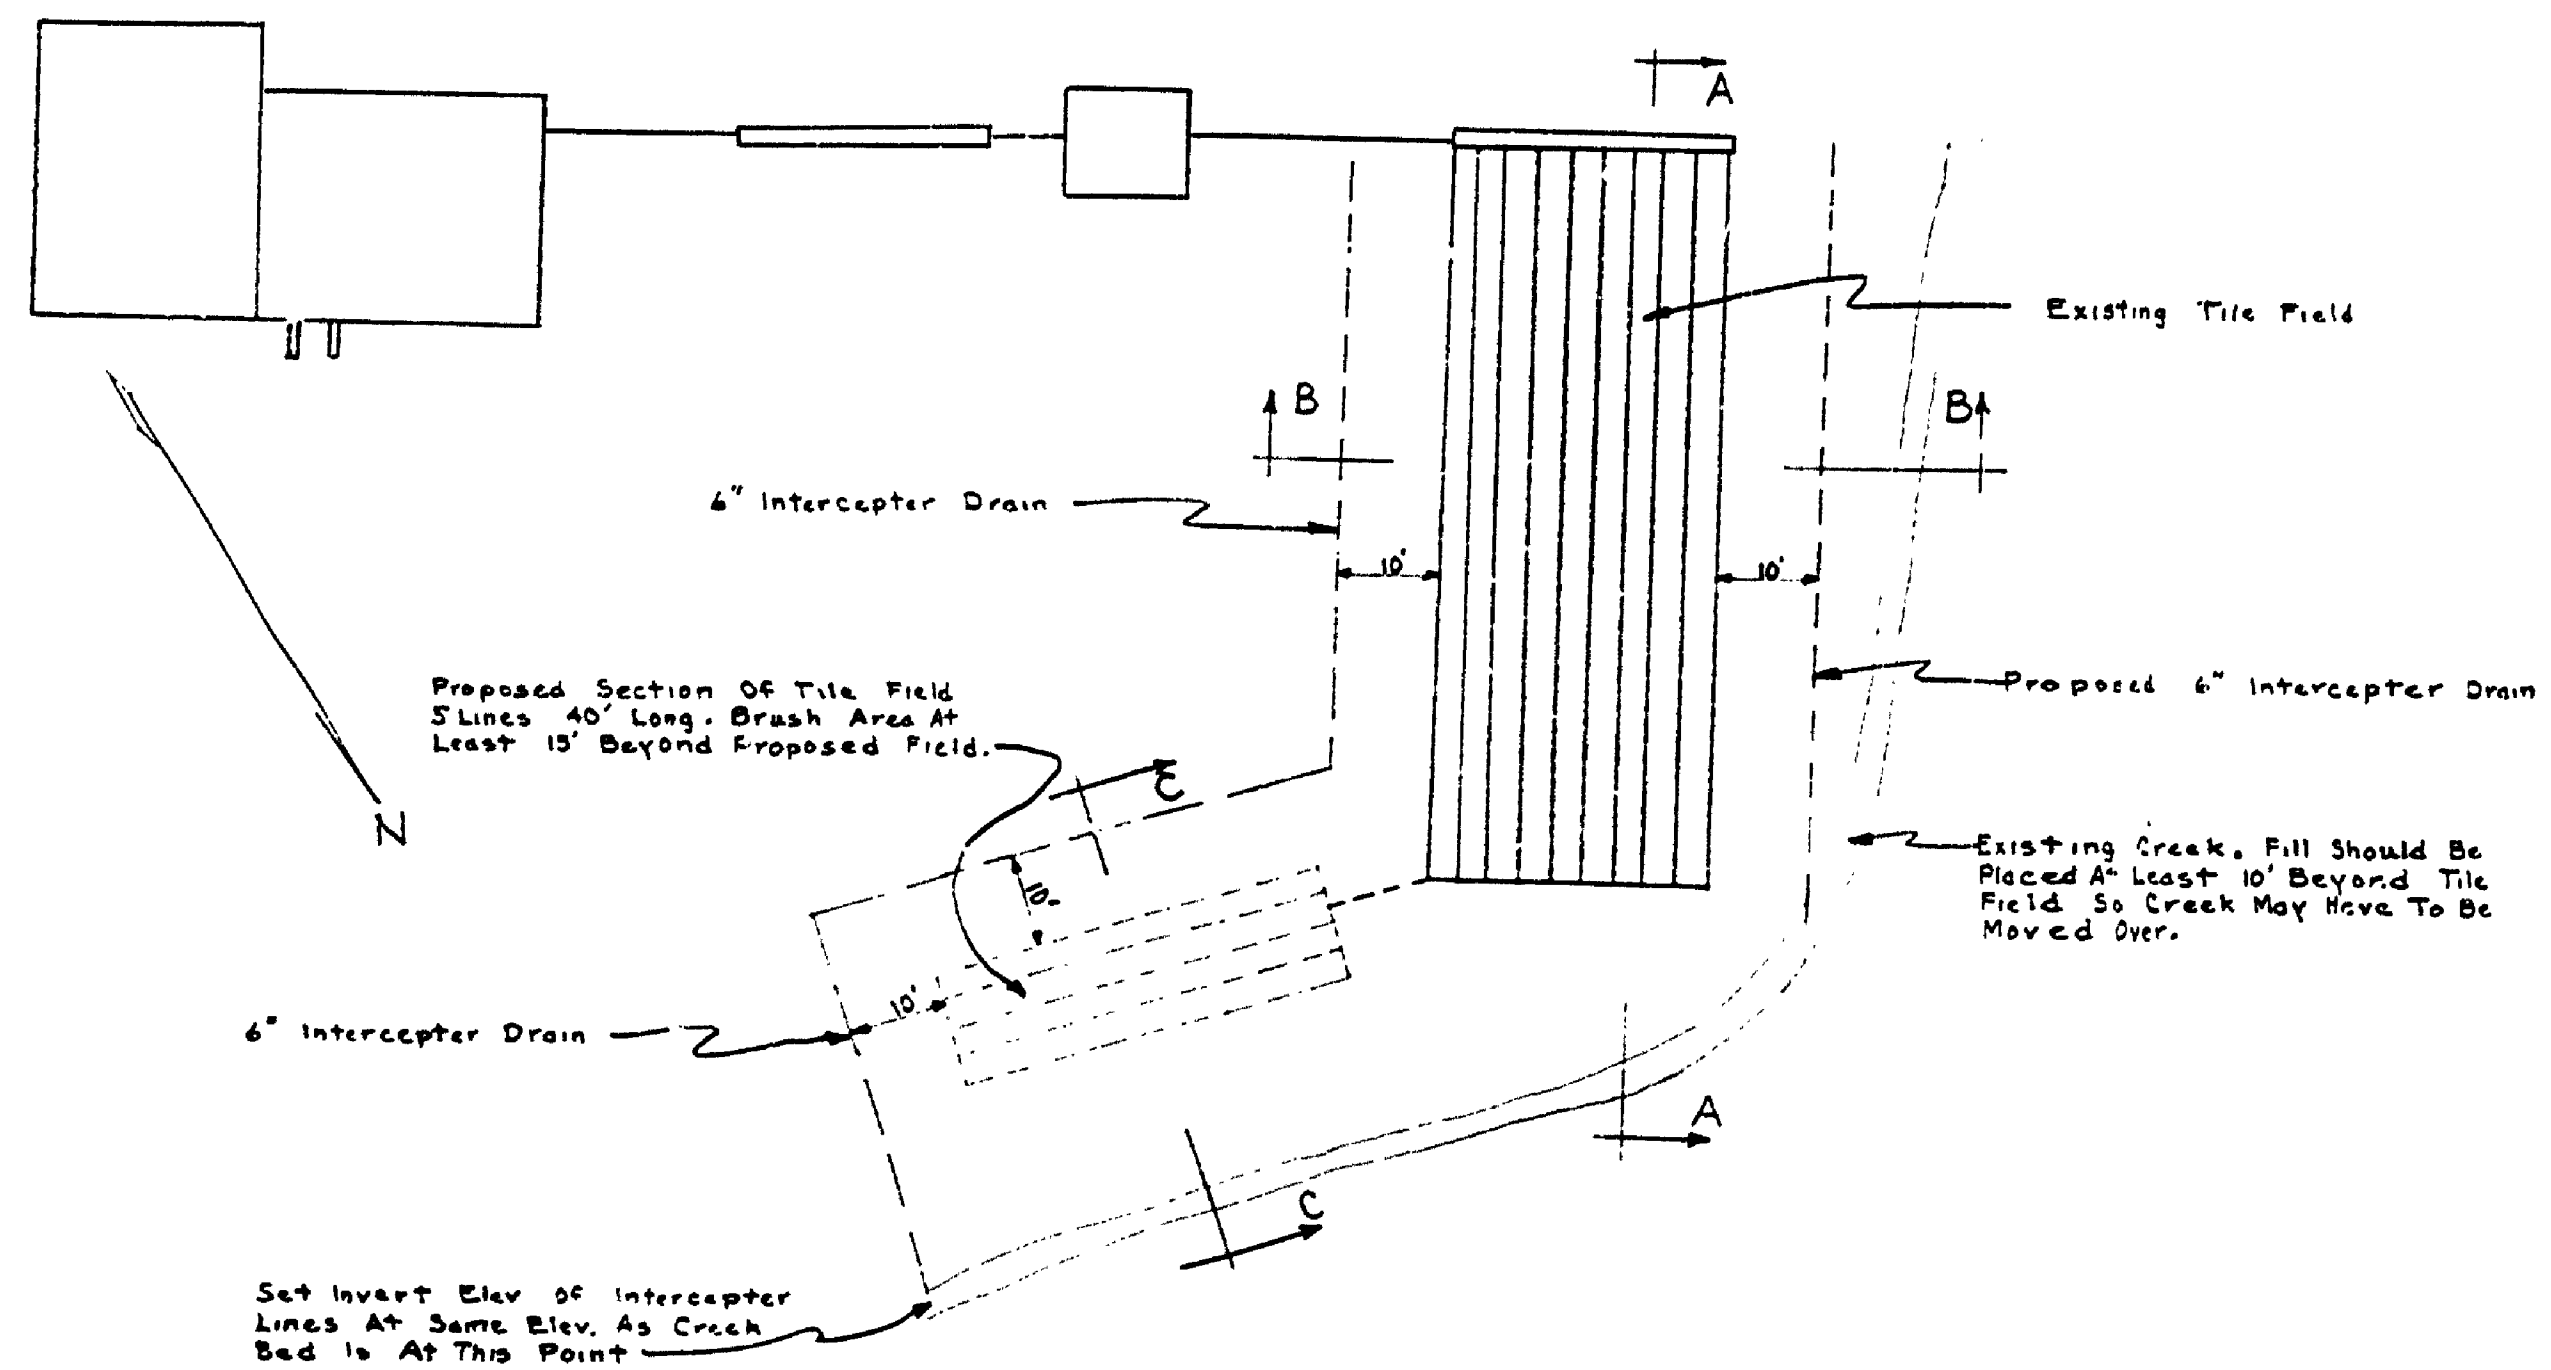 A
Existing Tile Field
B
B
6" Intercepter Drain
10'
10'
Proposed Section Of Tile Field
5 Lines 40' Long. Brush Area At
Least 15' Beyond Proposed Field.
Proposed 6" Intercepter Drain
C
N
Existing Creek. Fill Should Be
Placed At Least 10' Beyond Tile
Field So Creek May Have To Be
Moved Over.
10'
10'
6" Intercepter Drain
A
C
Set Invert Elev of Intercepter
Lines At Same Elev. As Creek
Bed Is At This Point